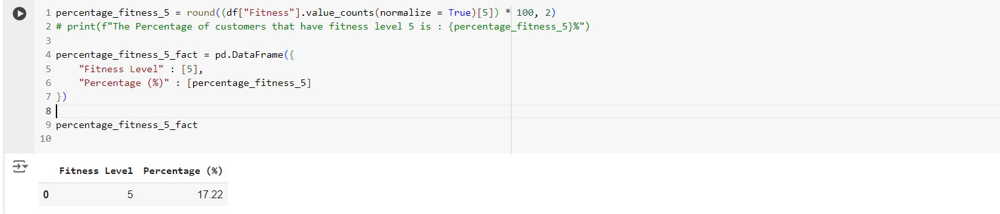 1 percentage_fitness_5 = round((df["Fitness"].value_counts(normalize = True)[5]) * 100, 2)
2 # print(f"The Percentage of customers that have fitness level 5 is : {percentage_fitness_5}%")
3
4 percentage_fitness_5_fact = pd.DataFrame({
5     "Fitness Level" : [5],
6     "Percentage (%)" : [percentage_fitness_5]
7 })
8
9 percentage_fitness_5_fact
10
Fitness Level Percentage (%)
0 5 17.22